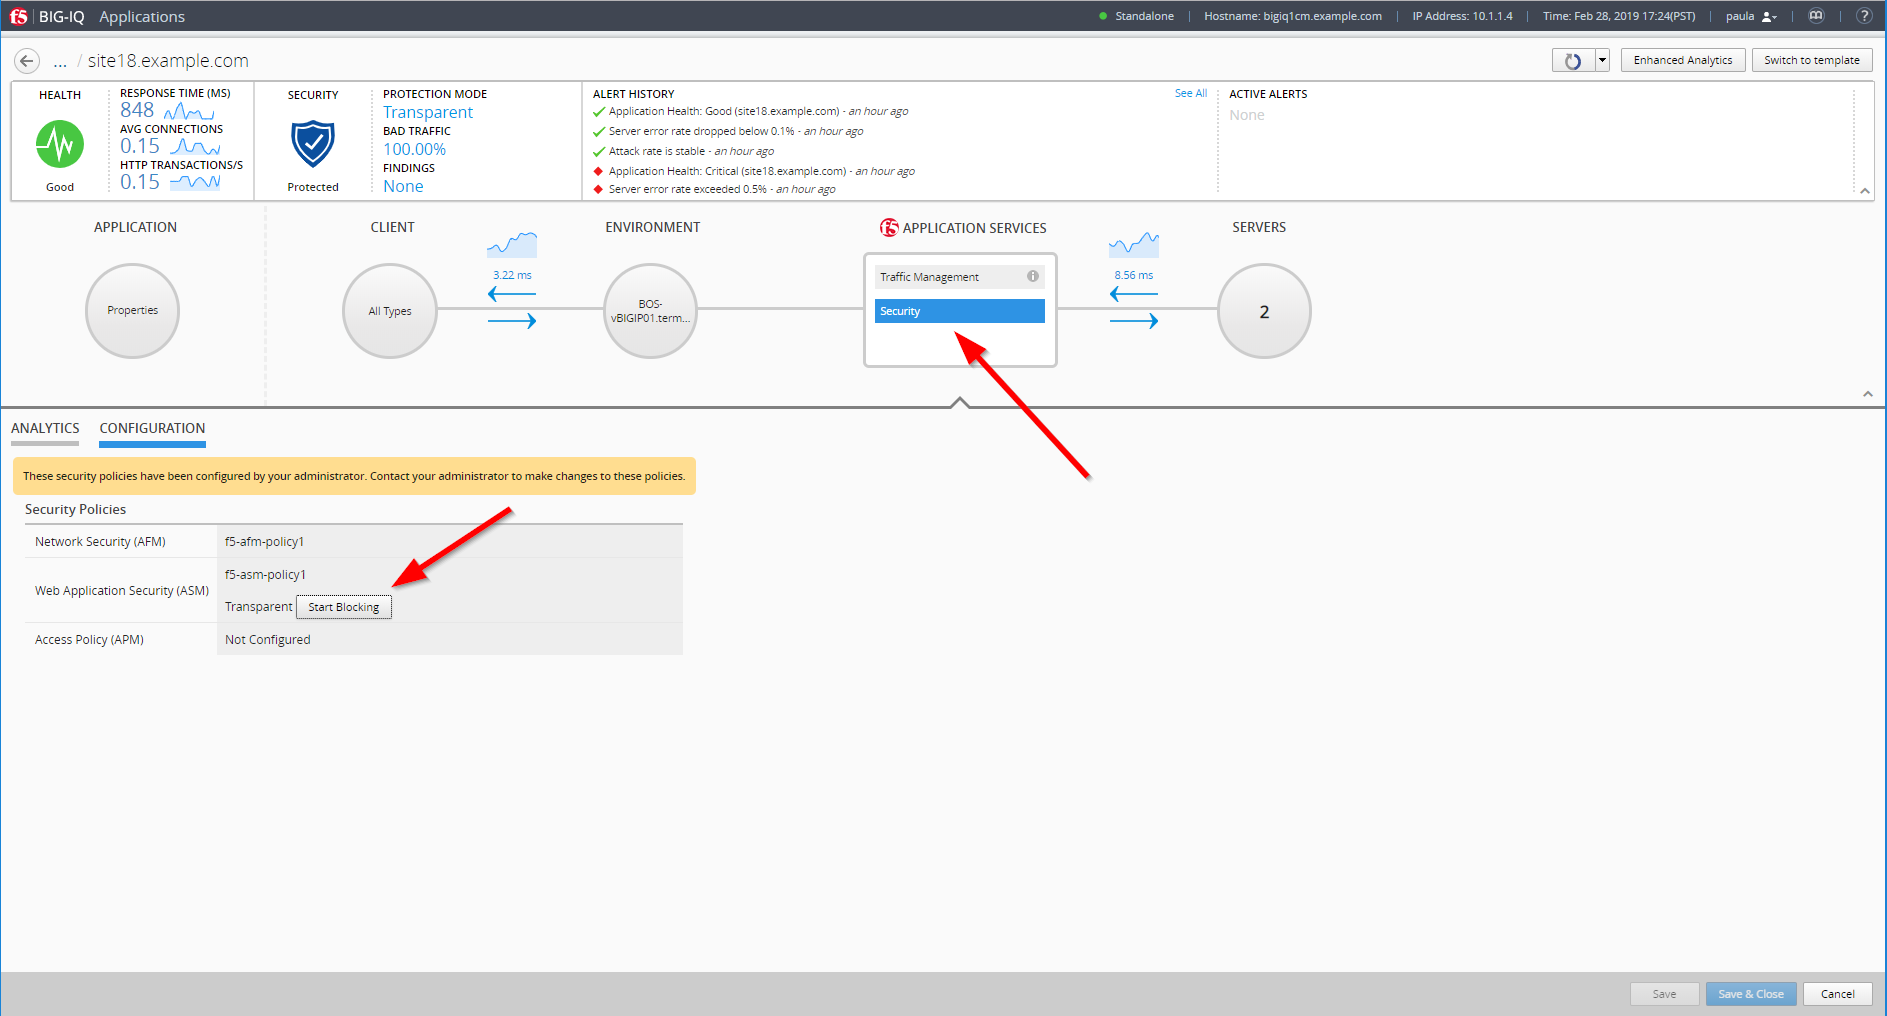 f5 BIG-IQ Applications Standalone Hostname: bigiq1cm.example.com IP Address: 10.1.1.4 Time: Feb 28, 2019 17:24(PST) paula ?
... / site18.example.com Enhanced Analytics Switch to template
HEALTH
Good
RESPONSE TIME (MS)
848
AVG CONNECTIONS
0.15
HTTP TRANSACTIONS/S
0.15
SECURITY
Protected
PROTECTION MODE
Transparent
BAD TRAFFIC
100.00%
FINDINGS
None
ALERT HISTORY See All
Application Health: Good (site18.example.com) - an hour ago
Server error rate dropped below 0.1% - an hour ago
Attack rate is stable - an hour ago
Application Health: Critical (site18.example.com) - an hour ago
Server error rate exceeded 0.5% - an hour ago
ACTIVE ALERTS
None
APPLICATION CLIENT ENVIRONMENT f5 APPLICATION SERVICES SERVERS
Properties
All Types
3.22 ms
BOS-
vBIGIP01.term...
Traffic Management i
Security
8.56 ms
2
ANALYTICS CONFIGURATION
These security policies have been configured by your administrator. Contact your administrator to make changes to these policies.
Security Policies
Network Security (AFM) f5-afm-policy1
Web Application Security (ASM) f5-asm-policy1
Transparent Start Blocking
Access Policy (APM) Not Configured
Save Save & Close Cancel